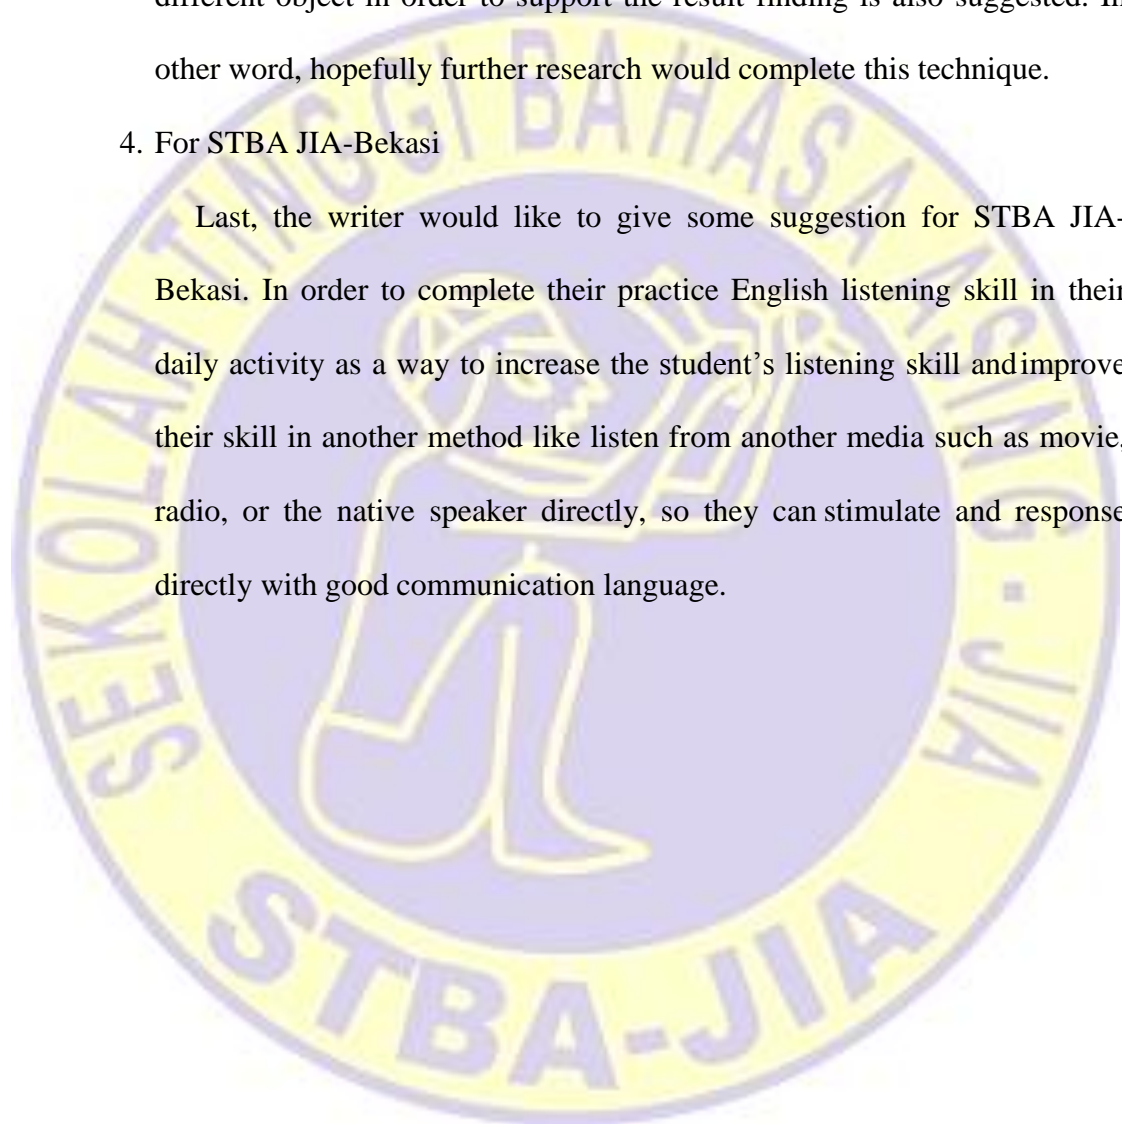 different object in order to support the result finding is also suggested. In
other word, hopefully further research would complete this technique.
4. For STBA JIA-Bekasi
Last, the writer would like to give some suggestion for STBA JIA-
Bekasi. In order to complete their practice English listening skill in their
daily activity as a way to increase the student’s listening skill and improve
their skill in another method like listen from another media such as movie,
radio, or the native speaker directly, so they can stimulate and response
directly with good communication language.
SEKOLAH TINGGI BAHASA ASING - JIA
STBA-JIA